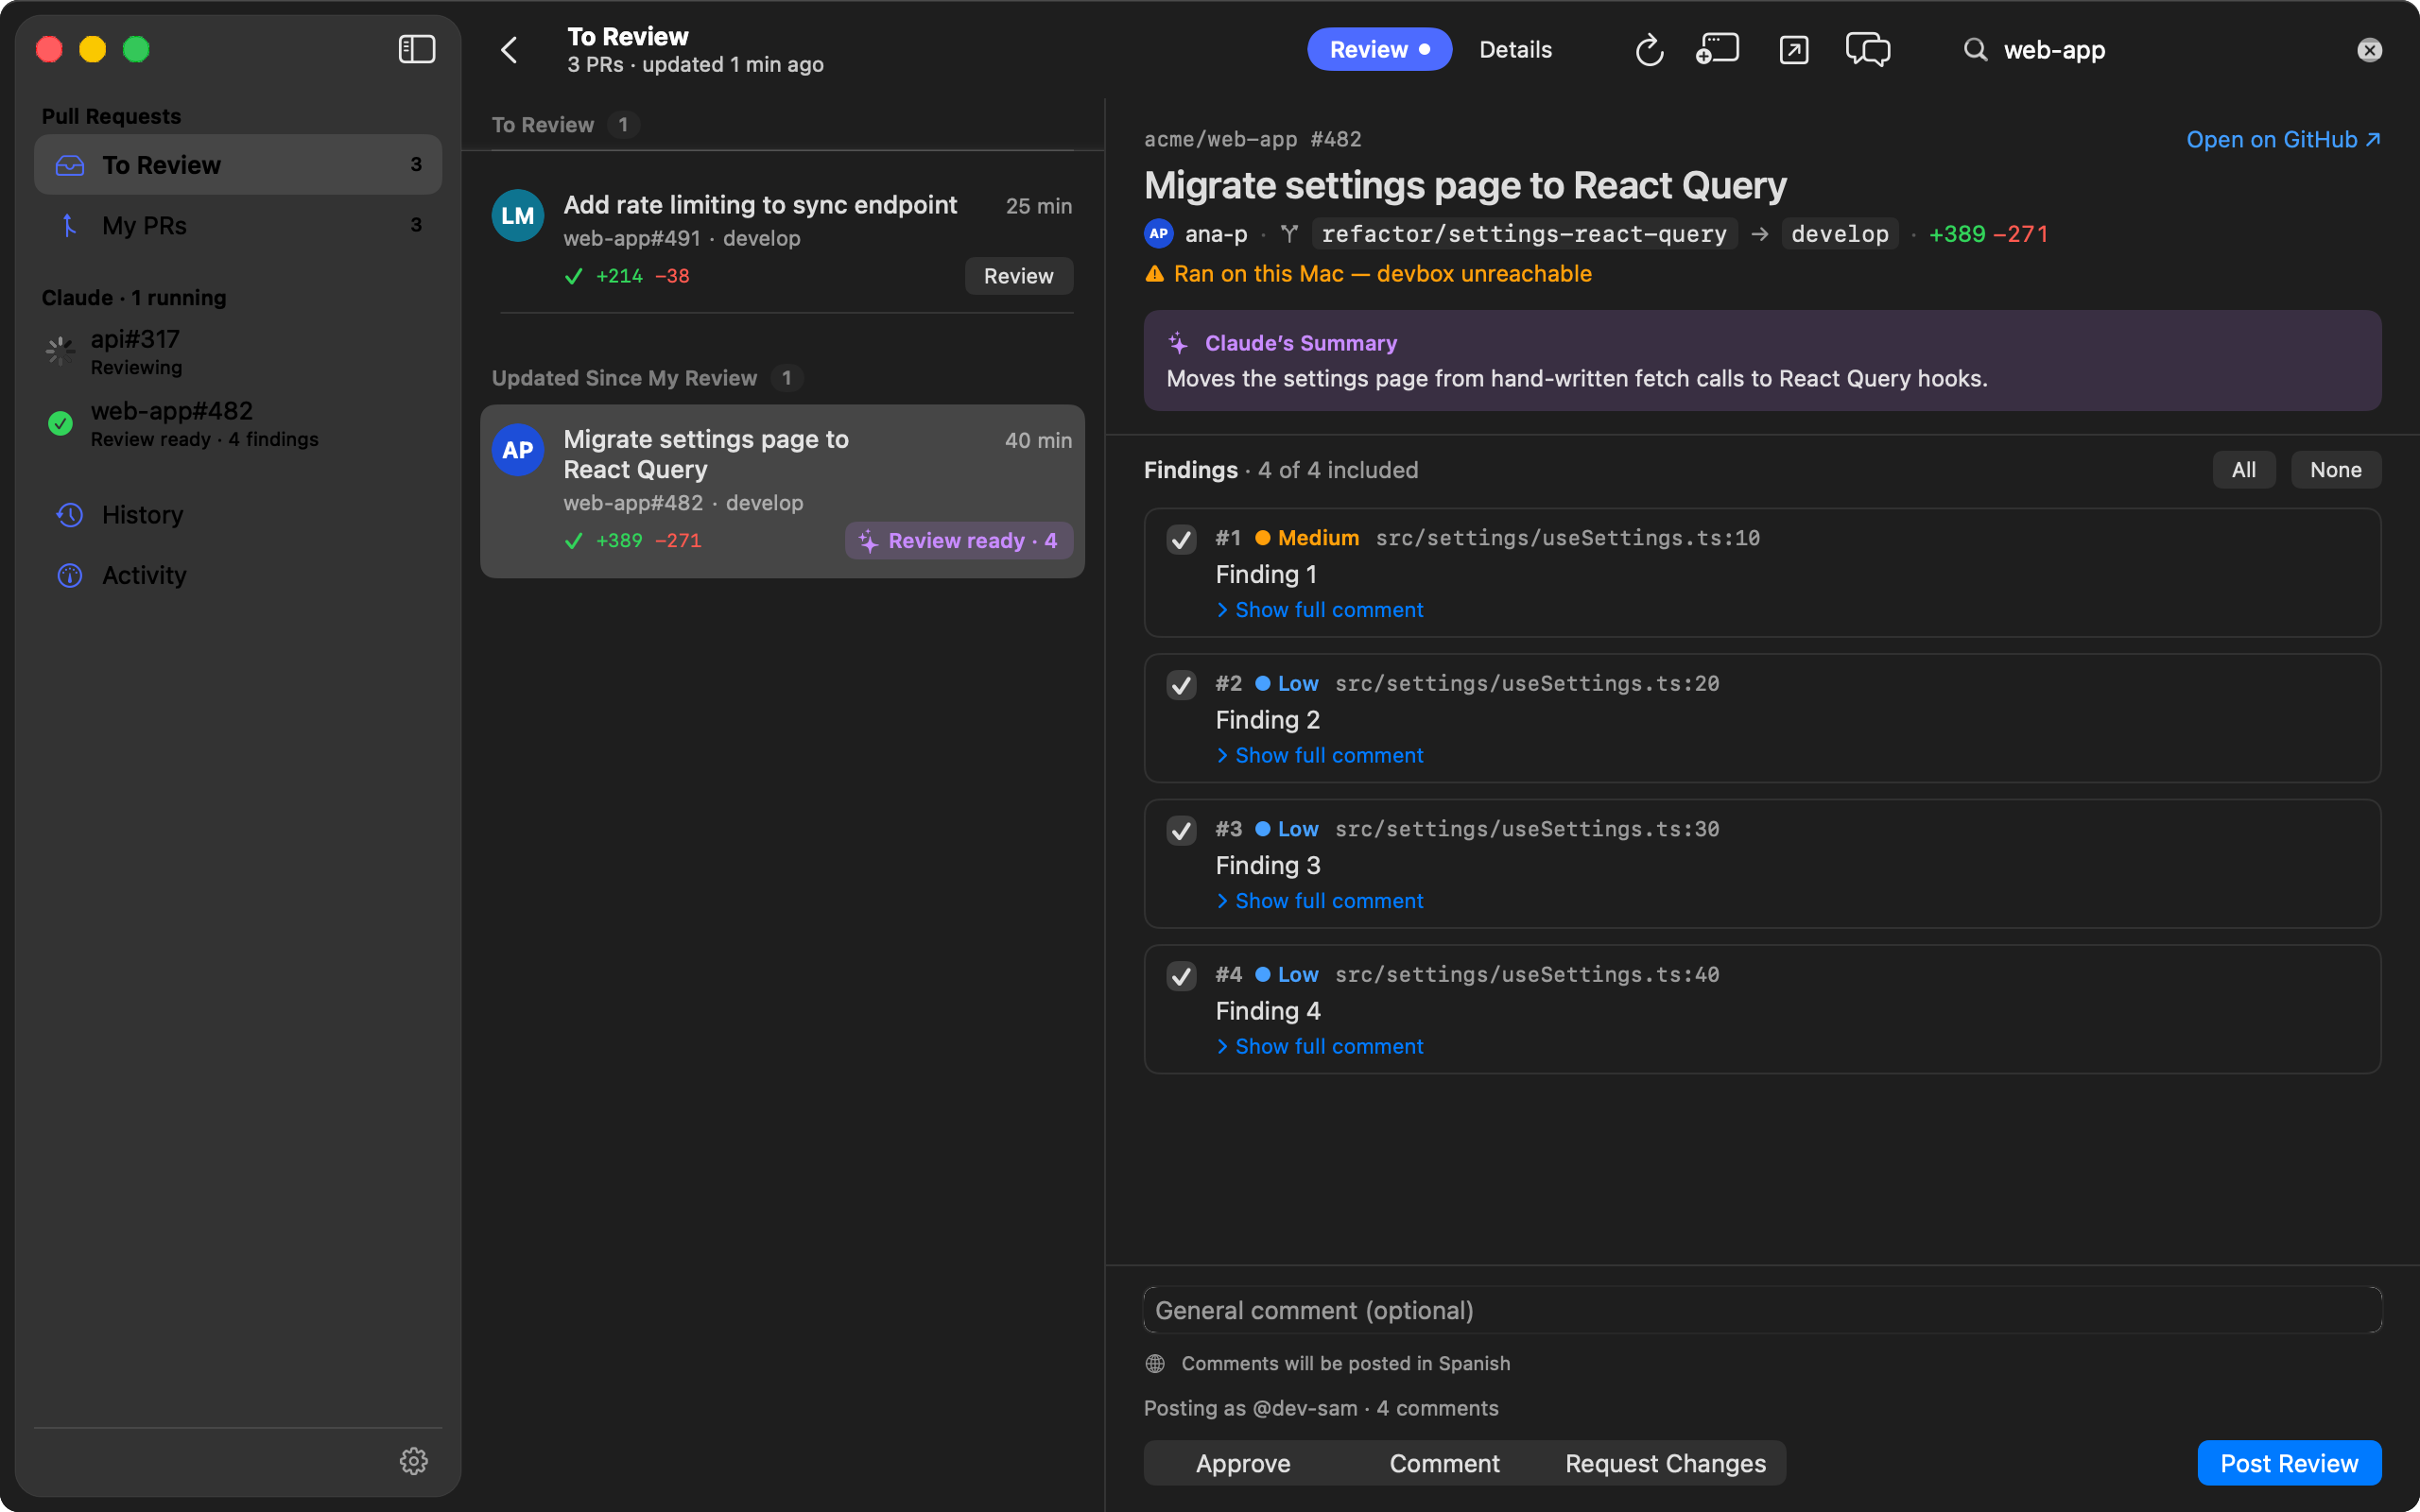 To Review
3 PRs · updated 1 min ago
Review
Details
web-app
Pull Requests
To Review 3
My PRs 3
Claude · 1 running
api#317
Reviewing
web-app#482
Review ready · 4 findings
History
Activity
To Review 1
LM
Add rate limiting to sync endpoint 25 min
web-app#491 · develop
+214 −38
Review
Updated Since My Review 1
AP
Migrate settings page to 40 min
React Query
web-app#482 · develop
+389 −271
Review ready · 4
acme/web-app #482
Open on GitHub ↗
Migrate settings page to React Query
AP ana-p · refactor/settings-react-query → develop · +389 −271
Ran on this Mac — devbox unreachable
Claude’s Summary
Moves the settings page from hand-written fetch calls to React Query hooks.
Findings · 4 of 4 included
All
None
#1 Medium src/settings/useSettings.ts:10
Finding 1
Show full comment
#2 Low src/settings/useSettings.ts:20
Finding 2
Show full comment
#3 Low src/settings/useSettings.ts:30
Finding 3
Show full comment
#4 Low src/settings/useSettings.ts:40
Finding 4
Show full comment
General comment (optional)
Comments will be posted in Spanish
Posting as @dev-sam · 4 comments
Approve
Comment
Request Changes
Post Review